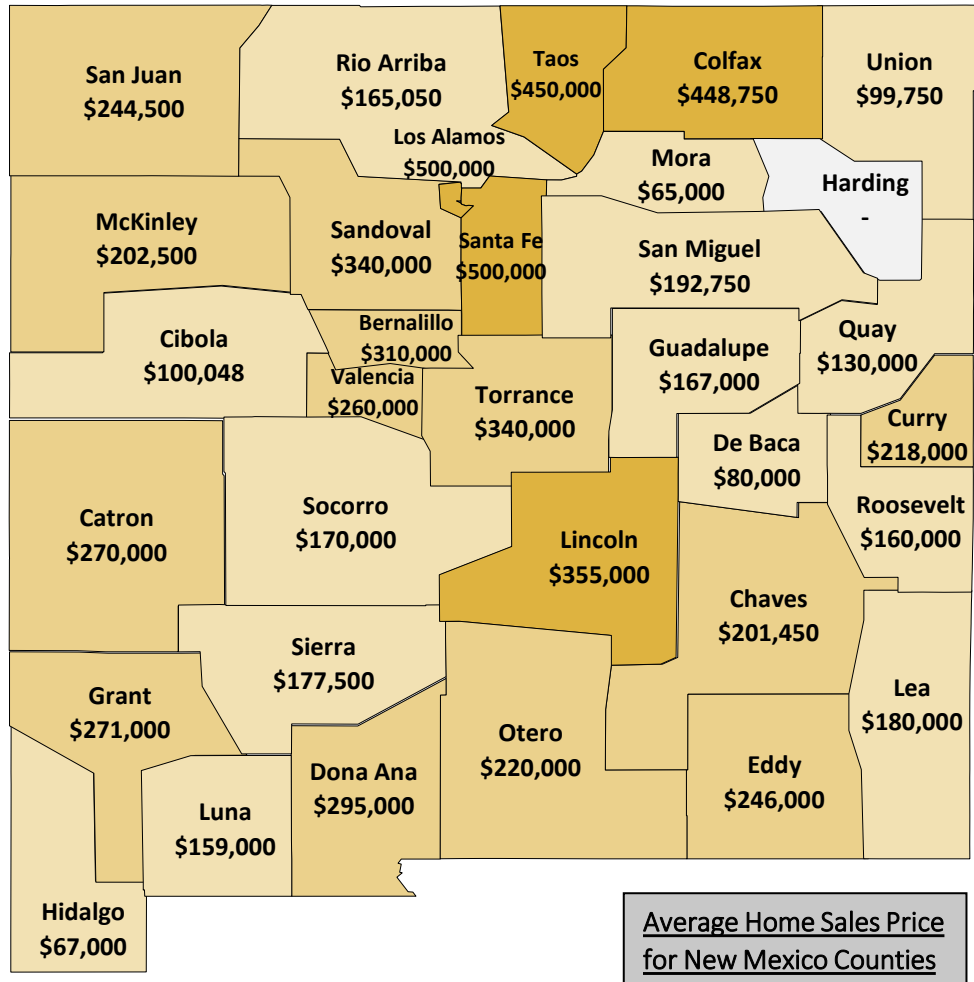 San Juan
$244,500
Rio Arriba
$165,050
Taos
$450,000
Colfax
$448,750
Union
$99,750
Los Alamos
$500,000
Mora
$65,000
Harding
-
McKinley
$202,500
Sandoval
$340,000
Santa Fe
$500,000
San Miguel
$192,750
Cibola
$100,048
Bernalillo
$310,000
Valencia
$260,000
Torrance
$340,000
Guadalupe
$167,000
Quay
$130,000
Curry
$218,000
De Baca
$80,000
Roosevelt
$160,000
Catron
$270,000
Socorro
$170,000
Lincoln
$355,000
Chaves
$201,450
Sierra
$177,500
Grant
$271,000
Lea
$180,000
Otero
$220,000
Eddy
$246,000
Dona Ana
$295,000
Luna
$159,000
Hidalgo
$67,000
Average Home Sales Price
for New Mexico Counties